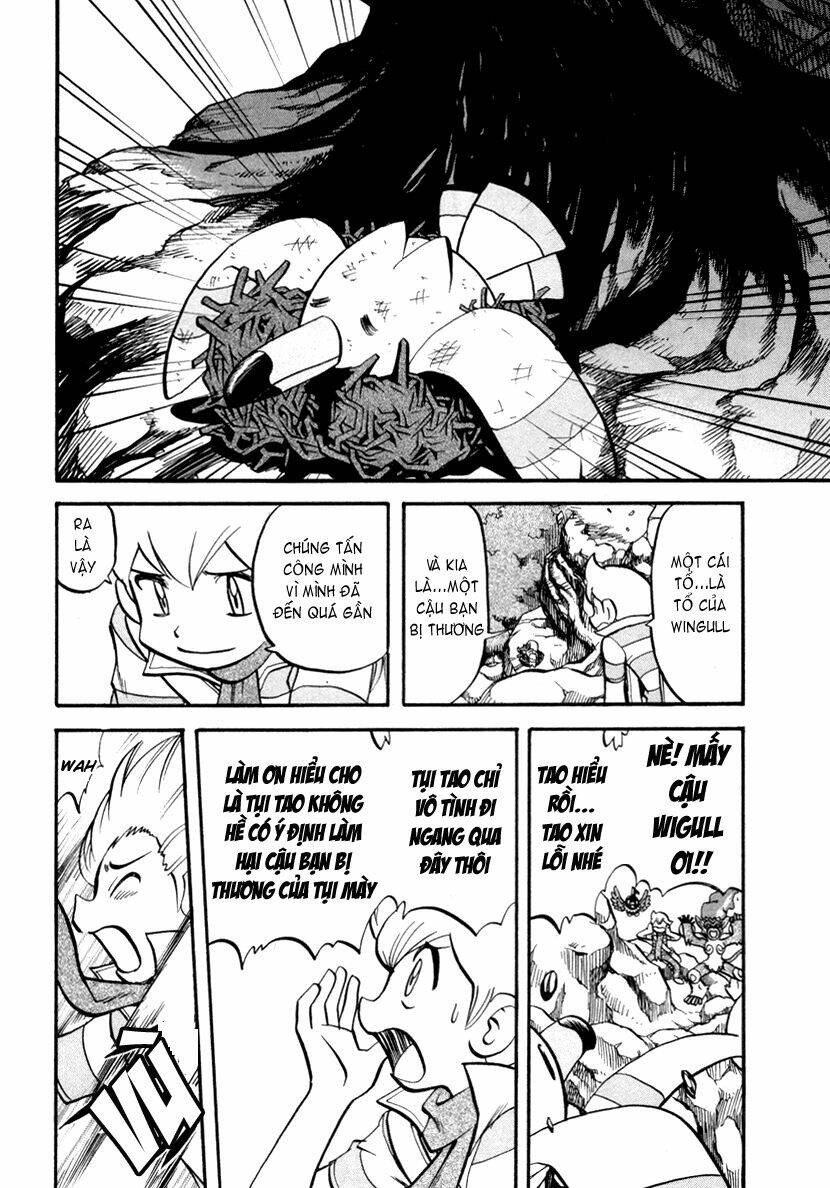 MỘT CÁI
TỔ...LÀ
TỔ CỦA
WINGULL
VÀ KIA
LÀ...MỘT
CẬU BẠN
BỊ THƯƠNG
CHÚNG TẤN
CÔNG MÌNH
VÌ MÌNH ĐÃ
ĐẾN QUÁ GẦN
RA
LÀ
VẬY
NÈ! MẤY
CẬU
WIGULL
ƠI!!
TAO HIỂU
RỒI...
TAO XIN
LỖI NHÉ
TỤI TAO CHỈ
VÔ TÌNH ĐI
NGANG QUA
ĐÂY THÔI
LÀM ƠN HIỂU CHO
LÀ TỤI TAO KHÔNG
HỀ CÓ Ý ĐỊNH LÀM
HẠI CẬU BẠN BỊ
THƯƠNG CỦA TỤI MÀY
WAH
VÙ